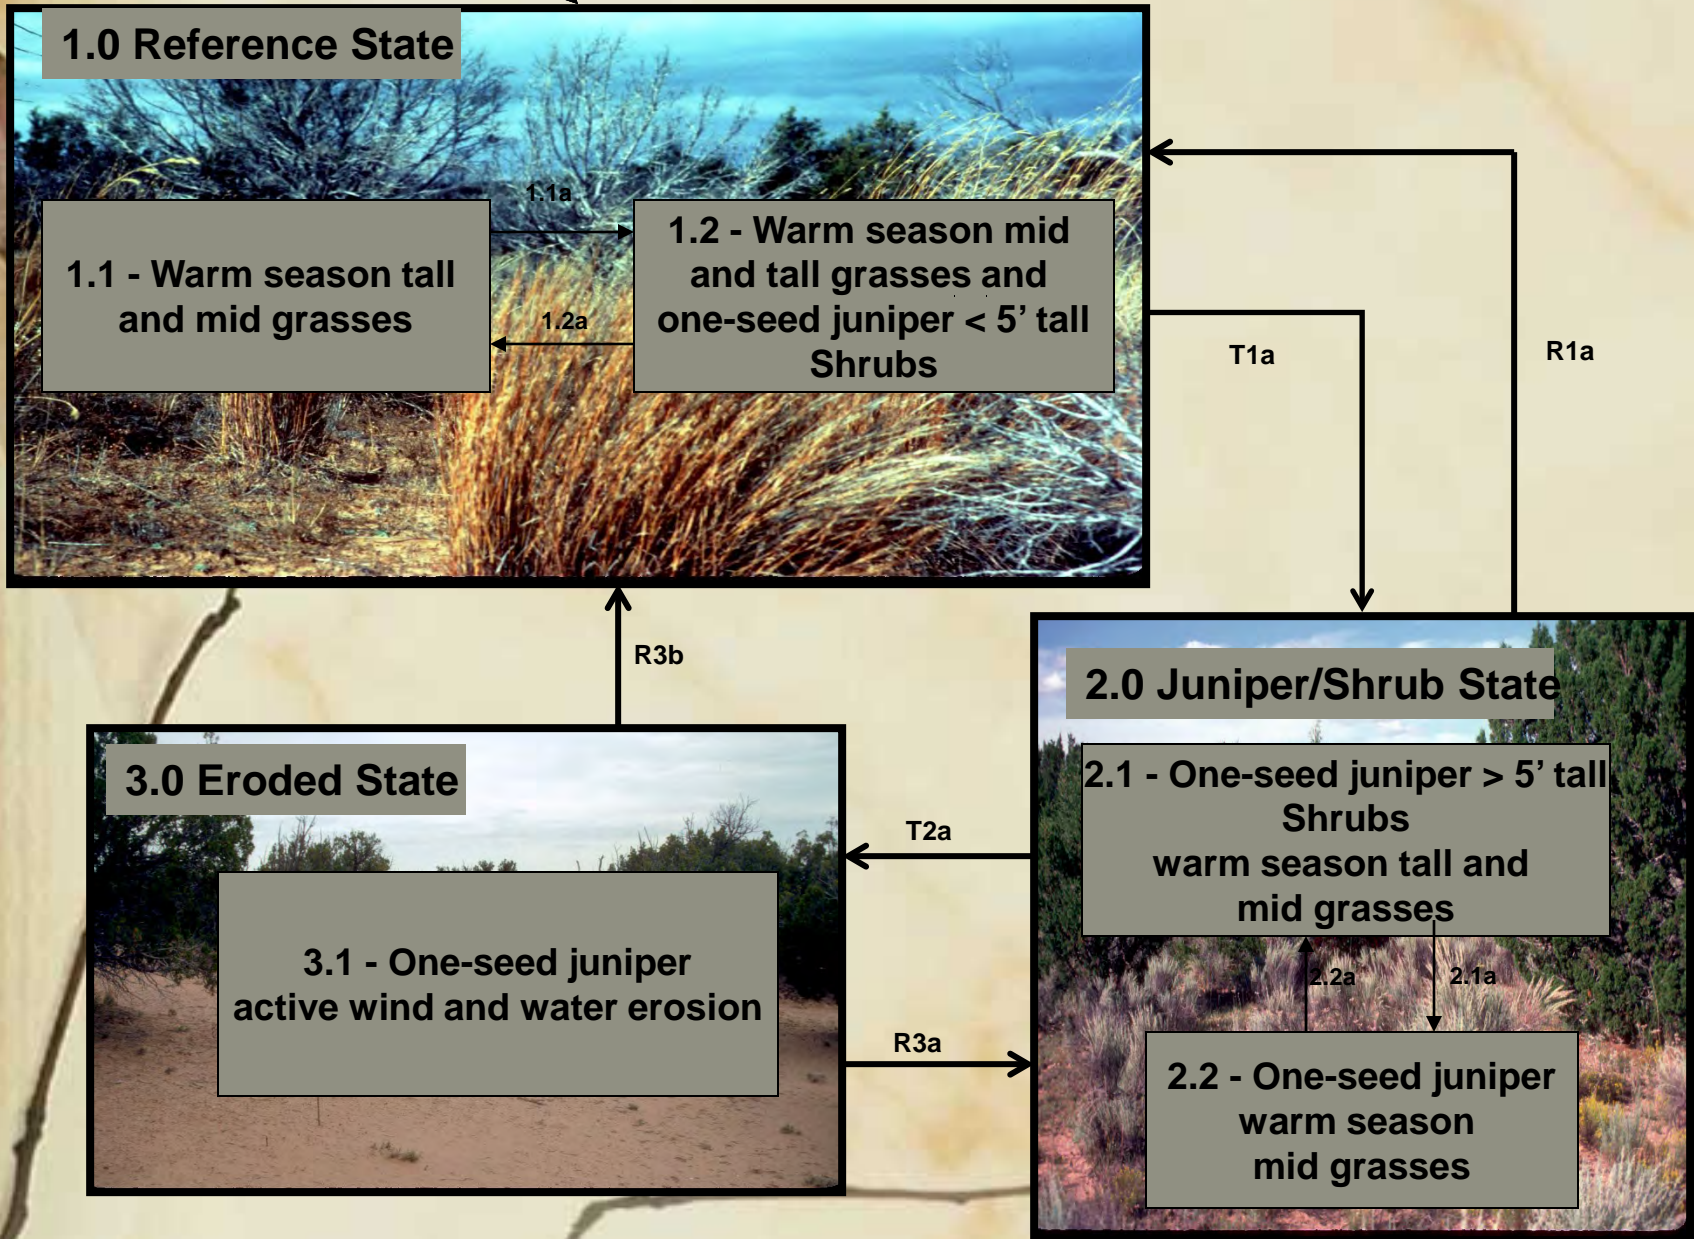 1.0 Reference State
1.1a
1.1 - Warm season tall
and mid grasses
1.2a
1.2 - Warm season mid
and tall grasses and
one-seed juniper < 5’ tall
Shrubs
T1a
R1a
R3b
2.0 Juniper/Shrub State
2.1 - One-seed juniper > 5’ tall
Shrubs
warm season tall and
mid grasses
2.2a
2.1a
2.2 - One-seed juniper
warm season
mid grasses
3.0 Eroded State
3.1 - One-seed juniper
active wind and water erosion
T2a
R3a